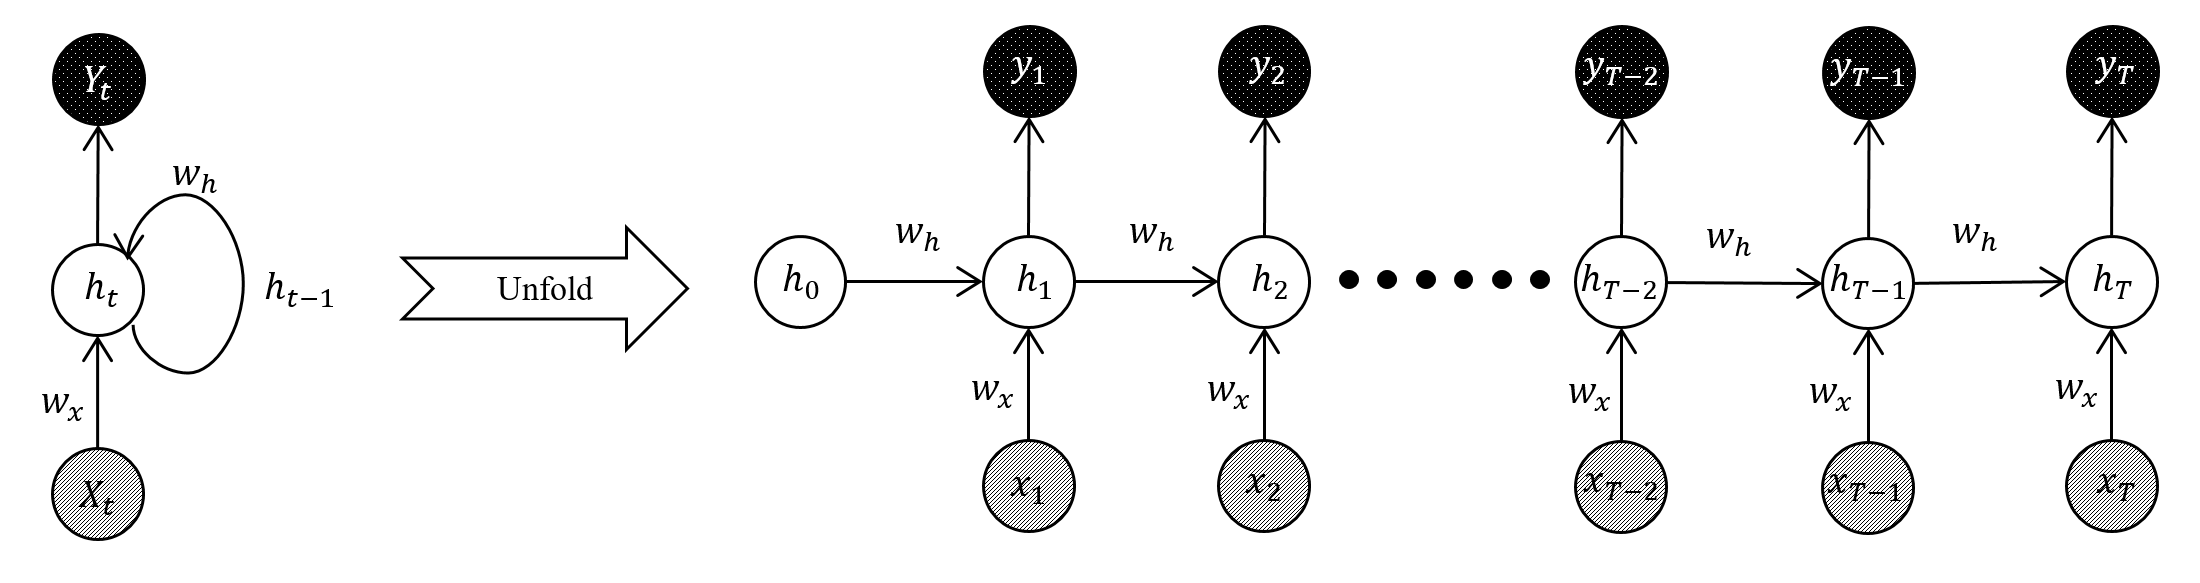 Y_t y_1 y_2 y_{T-2} y_{T-1} y_T
w_h
w_h w_h w_h w_h
h_t h_{t-1} Unfold h_0 h_1 h_2 h_{T-2} h_{T-1} h_T
w_x w_x w_x w_x w_x w_x
X_t x_1 x_2 x_{T-2} x_{T-1} x_T